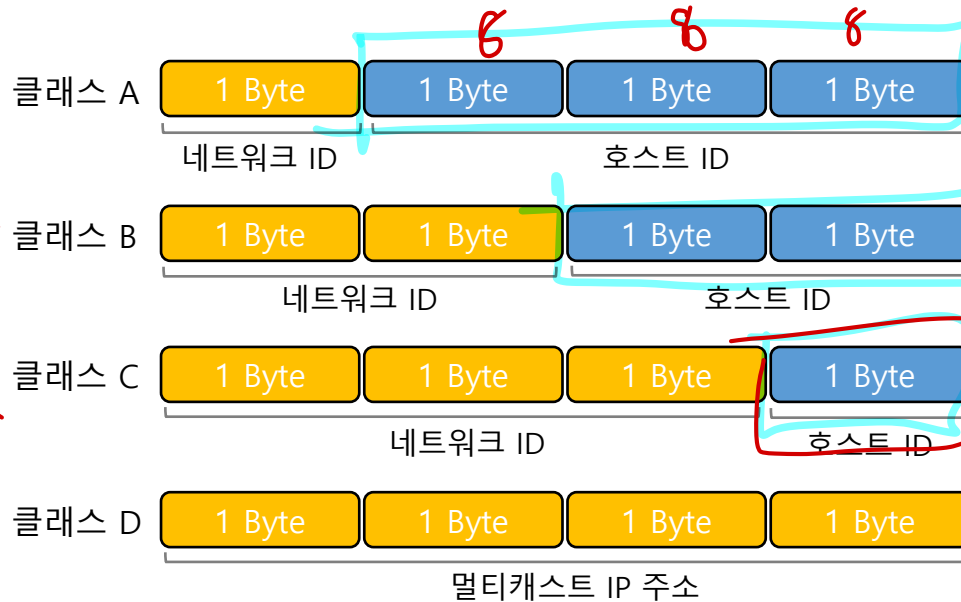 8 8 8
클래스 A 1 Byte 1 Byte 1 Byte 1 Byte
네트워크 ID 호스트 ID
클래스 B 1 Byte 1 Byte 1 Byte 1 Byte
네트워크 ID 호스트 ID
클래스 C 1 Byte 1 Byte 1 Byte 1 Byte
네트워크 ID 호스트 ID
클래스 D 1 Byte 1 Byte 1 Byte 1 Byte
멀티캐스트 IP 주소